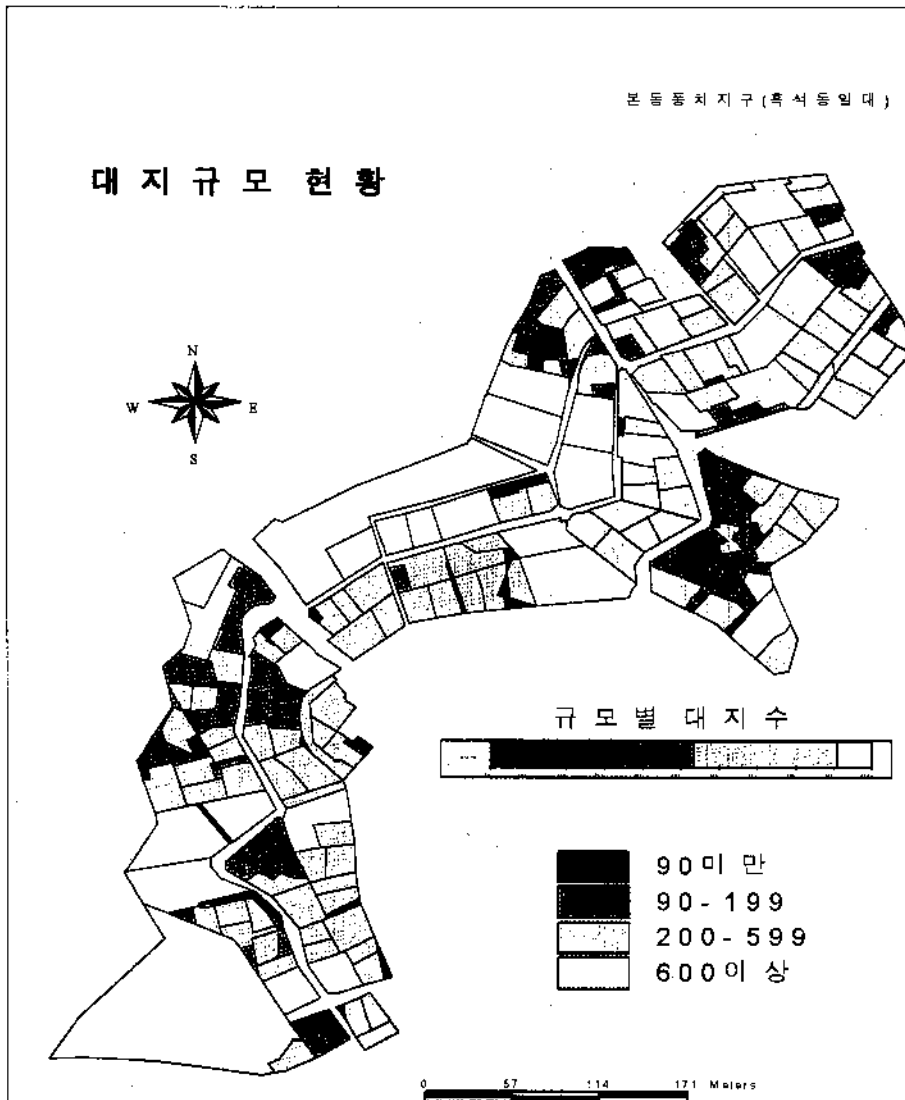 본동풍치지구(흑석동일대)
대지규모 현황
N
W E
S
규모별 대지수
90미만
90-199
200-599
600이상
0 57 114 171 Meters